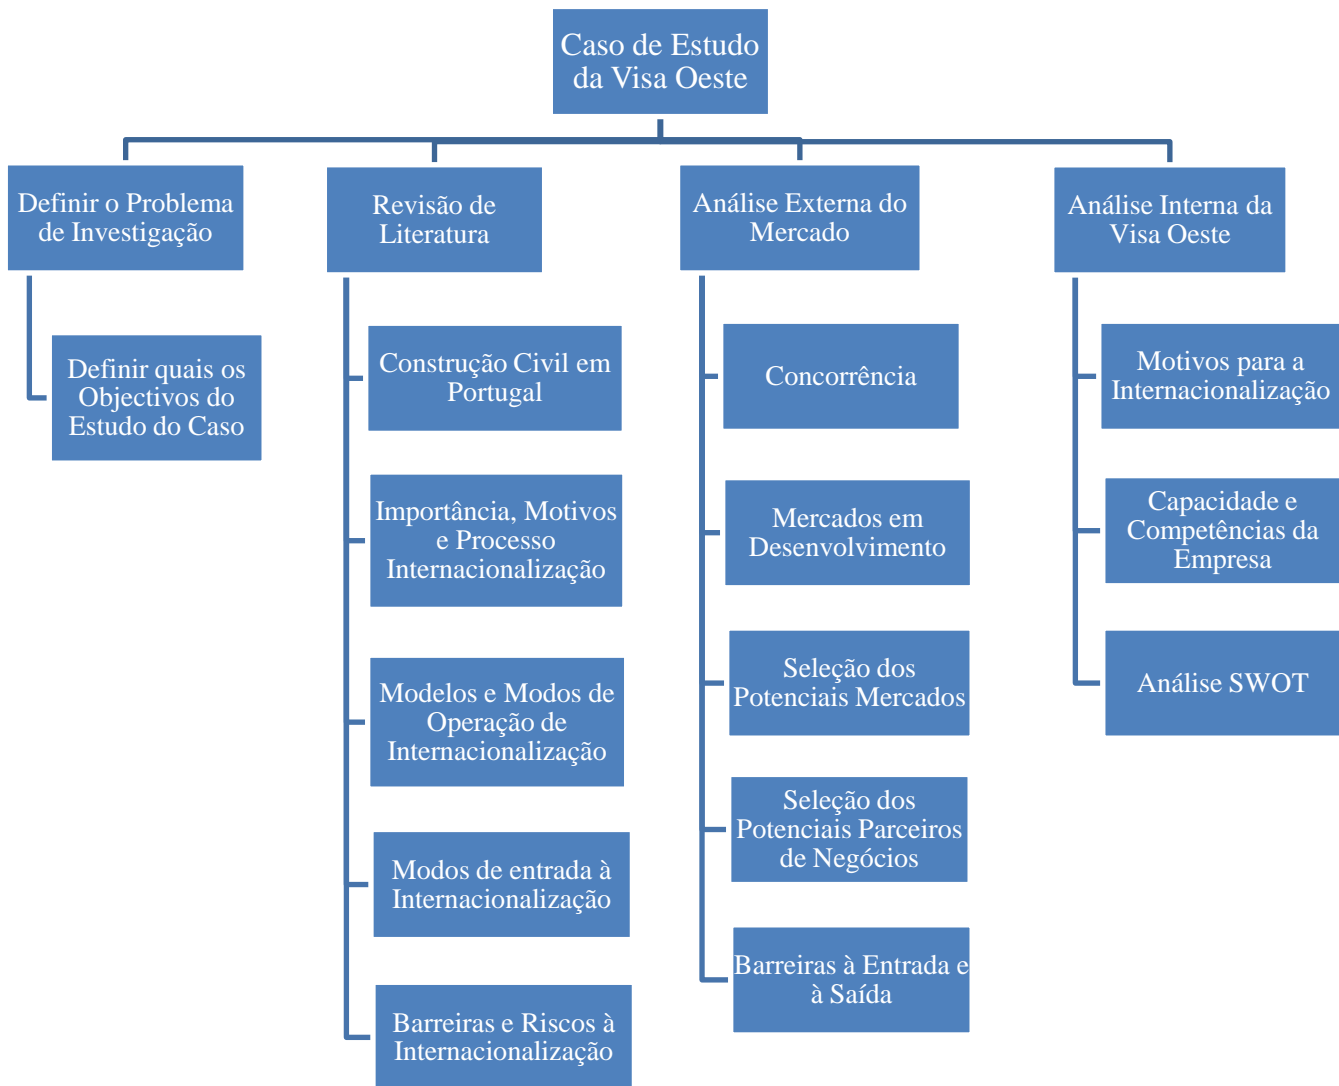 Caso de Estudo
da Visa Oeste
Definir o Problema
de Investigação
Definir quais os
Objectivos do
Estudo do Caso
Revisão de
Literatura
Construção Civil em
Portugal
Importância, Motivos
e Processo
Internacionalização
Modelos e Modos de
Operação de
Internacionalização
Modos de entrada à
Internacionalização
Barreiras e Riscos à
Internacionalização
Análise Externa do
Mercado
Concorrência
Mercados em
Desenvolvimento
Seleção dos
Potenciais Mercados
Seleção dos
Potenciais Parceiros
de Negócios
Barreiras à Entrada e
à Saída
Análise Interna da
Visa Oeste
Motivos para a
Internacionalização
Capacidade e
Competências da
Empresa
Análise SWOT